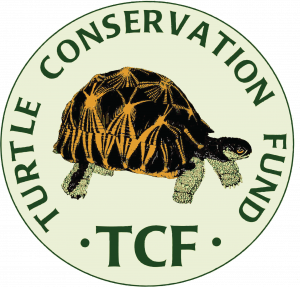 TURTLE CONSERVATION FUND
· TCF ·